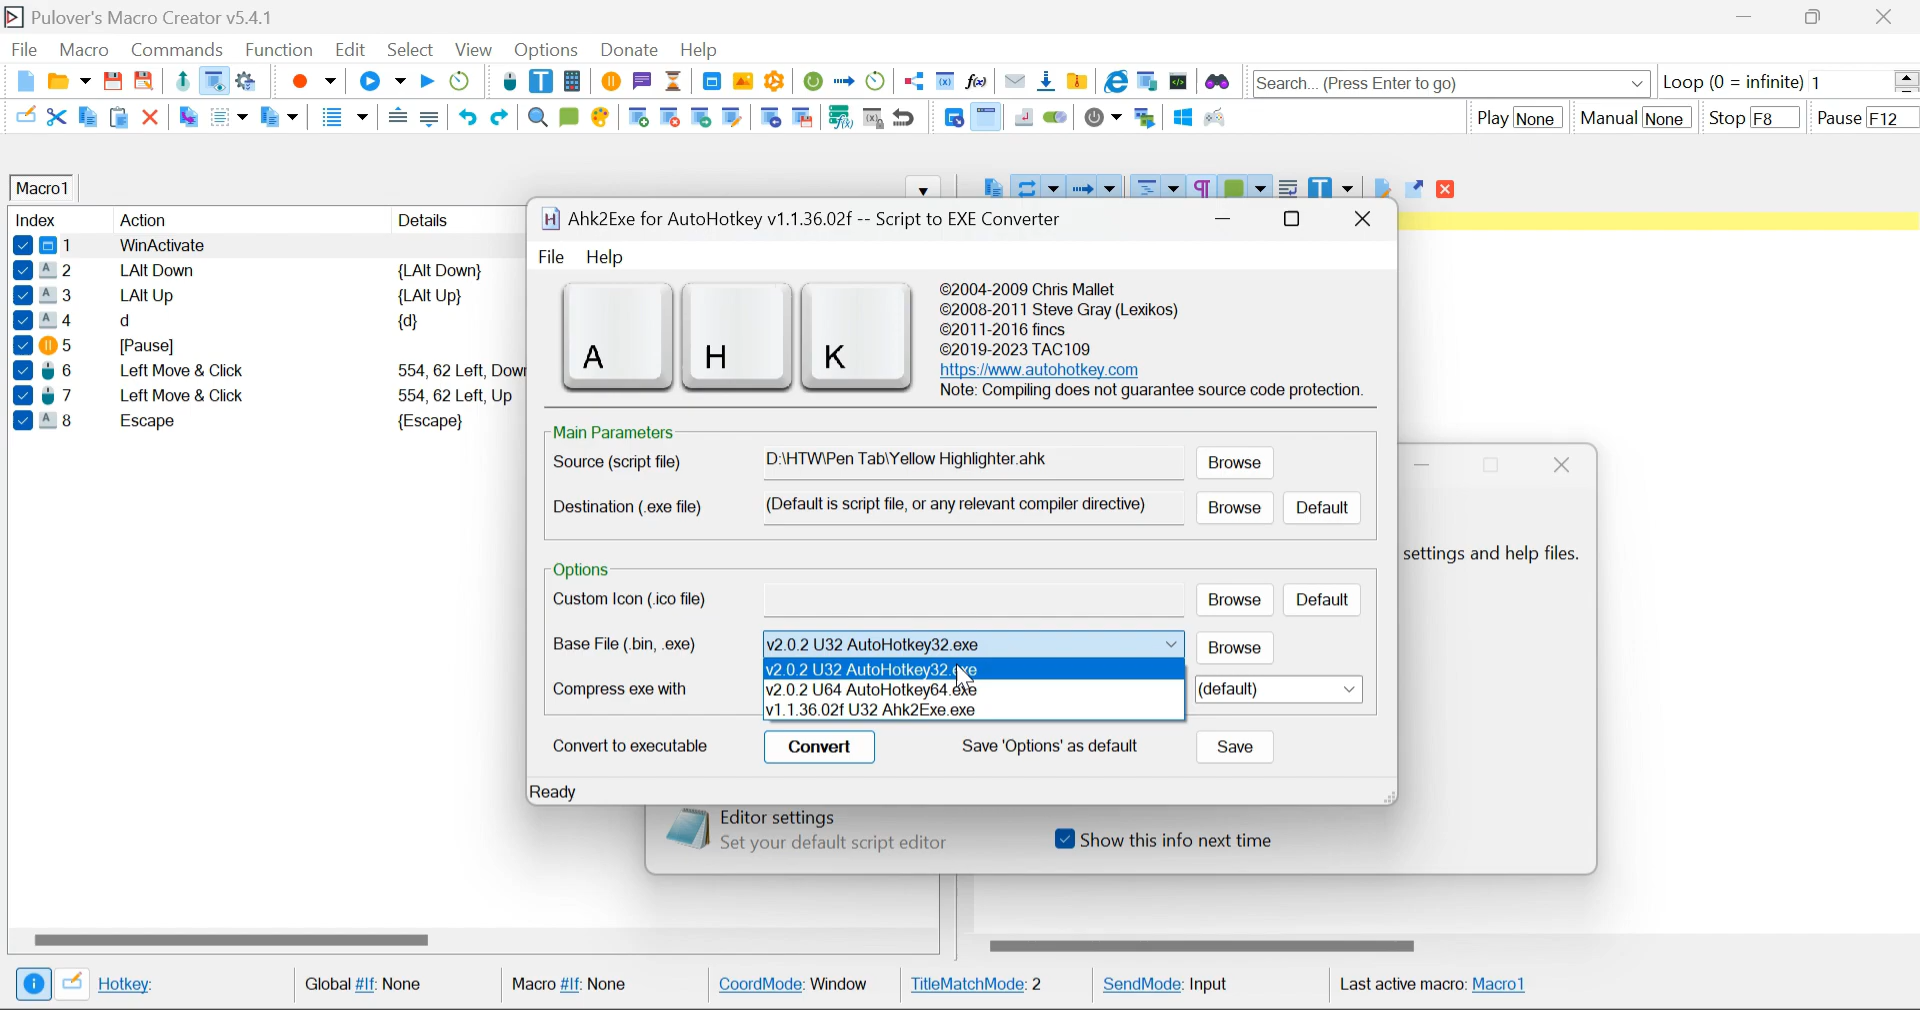 Pulover's Macro Creator v5.4.1
File Macro Commands Function Edit Select View Options Donate Help
Search... (Press Enter to go) Loop (0 = infinite) 1
Play None Manual None Stop F8 Pause F12
Macro1
Index Action Details
1 WinActivate
2 LAlt Down {LAlt Down}
3 LAlt Up {LAlt Up}
4 d {d}
5 [Pause]
6 Left Move & Click 554, 62 Left, Down
7 Left Move & Click 554, 62 Left, Up
8 Escape {Escape}
Ahk2Exe for AutoHotkey v1.1.36.02f -- Script to EXE Converter
File Help
A H K
©2004-2009 Chris Mallet
©2008-2011 Steve Gray (Lexikos)
©2011-2016 fincs
©2019-2023 TAC109
https://www.autohotkey.com
Note: Compiling does not guarantee source code protection.
Main Parameters
Source (script file) D:\HTW\Pen Tab\Yellow Highlighter.ahk Browse
Destination (.exe file) (Default is script file, or any relevant compiler directive) Browse Default
Options
Custom Icon (.ico file) Browse Default
Base File (.bin, .exe) v2.0.2 U32 AutoHotkey32.exe Browse
v2.0.2 U32 AutoHotkey32.exe
v2.0.2 U64 AutoHotkey64.exe
v1.1.36.02f U32 Ahk2Exe.exe
Compress exe with (default)
Convert to executable Convert Save 'Options' as default Save
Ready
settings and help files.
Editor settings
Set your default script editor
Show this info next time
Hotkey: Global #If: None Macro #If: None CoordMode: Window TitleMatchMode: 2 SendMode: Input Last active macro: Macro1